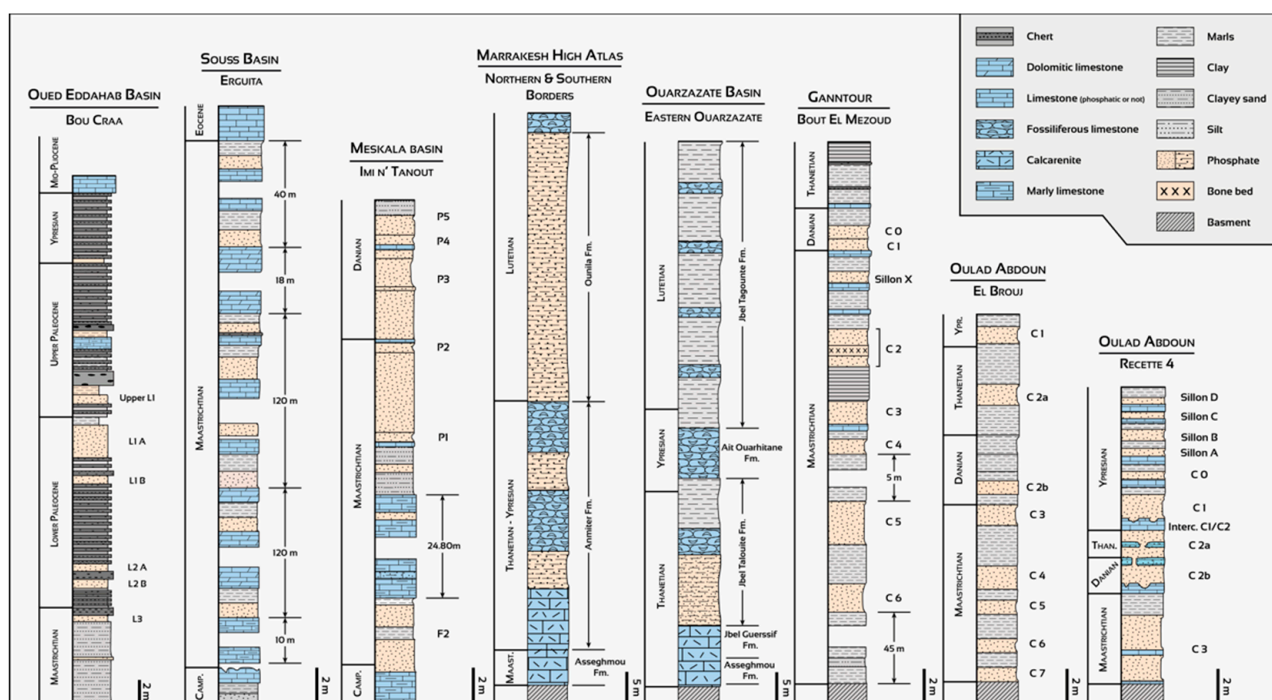 OUED EDDAHAB BASIN
BOU CRAA
MIO-PLIOCENE
YPRESIAN
UPPER PALEOCENE
LOWER PALEOCENE
MAASTRICHTIAN
Upper L1
L1 A
L1 B
L2 A
L2 B
L3
2 m
SOUSS BASIN
ERGUITA
EOCENE
MAASTRICHTIAN
CAMP.
40 m
18 m
120 m
120 m
10 m
2 m
MESKALA BASIN
IMI N' TANOUT
DANIAN
MAASTRICHTIAN
CAMP.
P5
P4
P3
P2
P1
24.80m
F2
2 m
MARRAKESH HIGH ATLAS
NORTHERN & SOUTHERN
BORDERS
LUTETIAN
THANETIAN - YPRESIAN
MAAST.
Ounila Fm.
Anmiter Fm.
Asseghmou
Fm.
5 m
OUARZAZATE BASIN
EASTERN OUARZAZATE
LUTETIAN
YPRESIAN
THANETIAN
Jbel Tagounte Fm.
Ait Ouarhitane
Fm.
Jbel Talouite Fm.
Jbel Guerssif
Fm.
Asseghmou
Fm.
5 m
GANNTOUR
BOUT EL MEZOUD
THANETIAN
DANIAN
MAASTRICHTIAN
C 0
C 1
Sillon X
C 2
C 3
C 4
5 m
C 5
C 6
45 m
2 m
OULAD ABDOUN
EL BROUJ
YPR.
THANETIAN
DANIAN
MAASTRICHTIAN
C 1
C 2a
C 2b
C 3
C 4
C 5
C 6
C 7
2 m
OULAD ABDOUN
RECETTE 4
YPRESIAN
THAN.
DANIAN
MAASTRICHTIAN
Sillon D
Sillon C
Sillon B
Sillon A
C 0
C 1
Interc. C1/C2
C 2a
C 2b
C 3
2 m
Chert
Dolomitic limestone
Limestone (phosphatic or not)
Fossiliferous limestone
Calcarenite
Marly limestone
Marls
Clay
Clayey sand
Silt
Phosphate
Bone bed
Basment